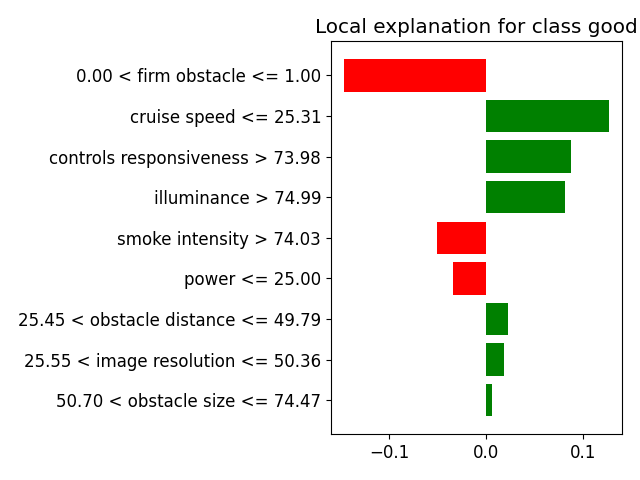 Local explanation for class good
0.00 < firm obstacle <= 1.00
cruise speed <= 25.31
controls responsiveness > 73.98
illuminance > 74.99
smoke intensity > 74.03
power <= 25.00
25.45 < obstacle distance <= 49.79
25.55 < image resolution <= 50.36
50.70 < obstacle size <= 74.47
−0.1 0.0 0.1